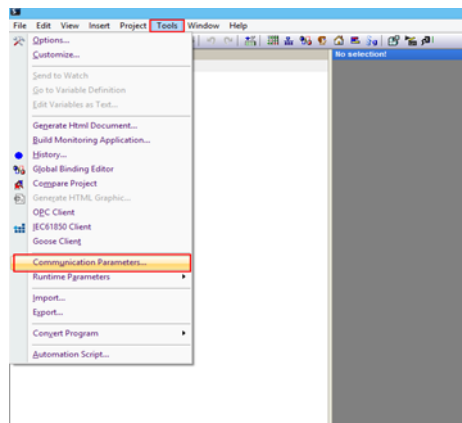 File Edit View Insert Project Tools Window Help
Options...
Customize...
No selection!
Send to Watch
Go to Variable Definition
Edit Variables as Text...
Generate Html Document...
Build Monitoring Application...
History...
Global Binding Editor
Compare Project
Generate HTML Graphic...
OPC Client
IEC61850 Client
Goose Client
Communication Parameters...
Runtime Parameters
Import...
Export...
Convert Program
Automation Script...